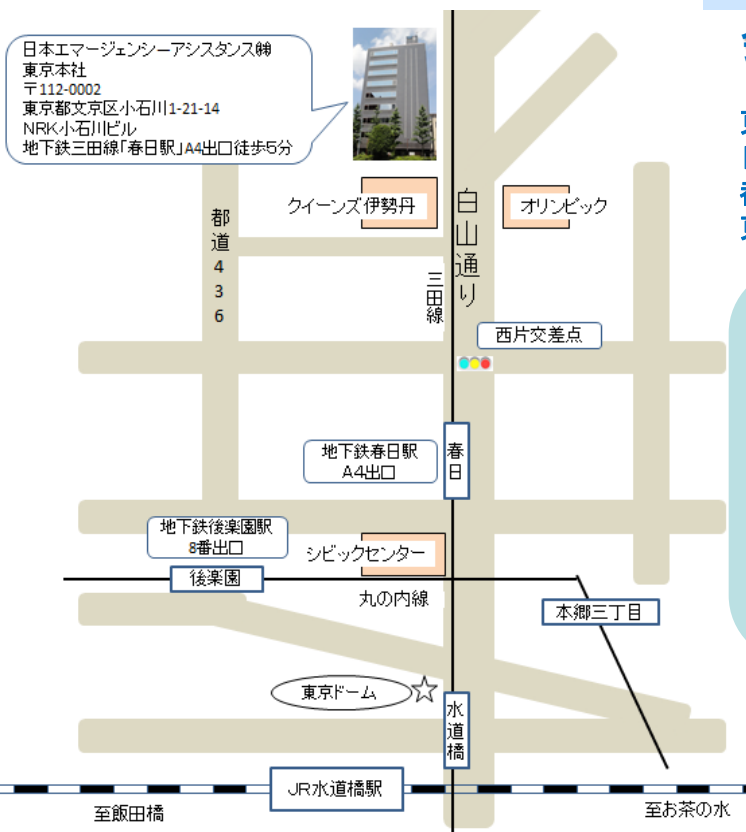 日本エマージェンシーアシスタンス㈱
東京本社
〒112-0002
東京都文京区小石川1-21-14
NRK小石川ビル
地下鉄三田線「春日駅」A4出口徒歩5分
クイーンズ伊勢丹
白山通り
オリンピック
都道436
三田線
西片交差点
地下鉄春日駅
A4出口
春日
地下鉄後楽園駅
8番出口
シビックセンター
後楽園
丸の内線
本郷三丁目
東京ドーム
水道橋
JR水道橋駅
至飯田橋
至お茶の水